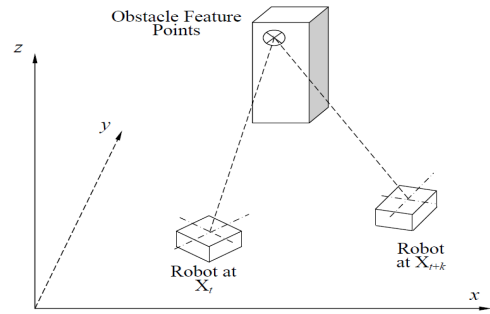 Obstacle Feature
Points
z
y
Robot at
X_t
Robot
at X_{t+k}
x